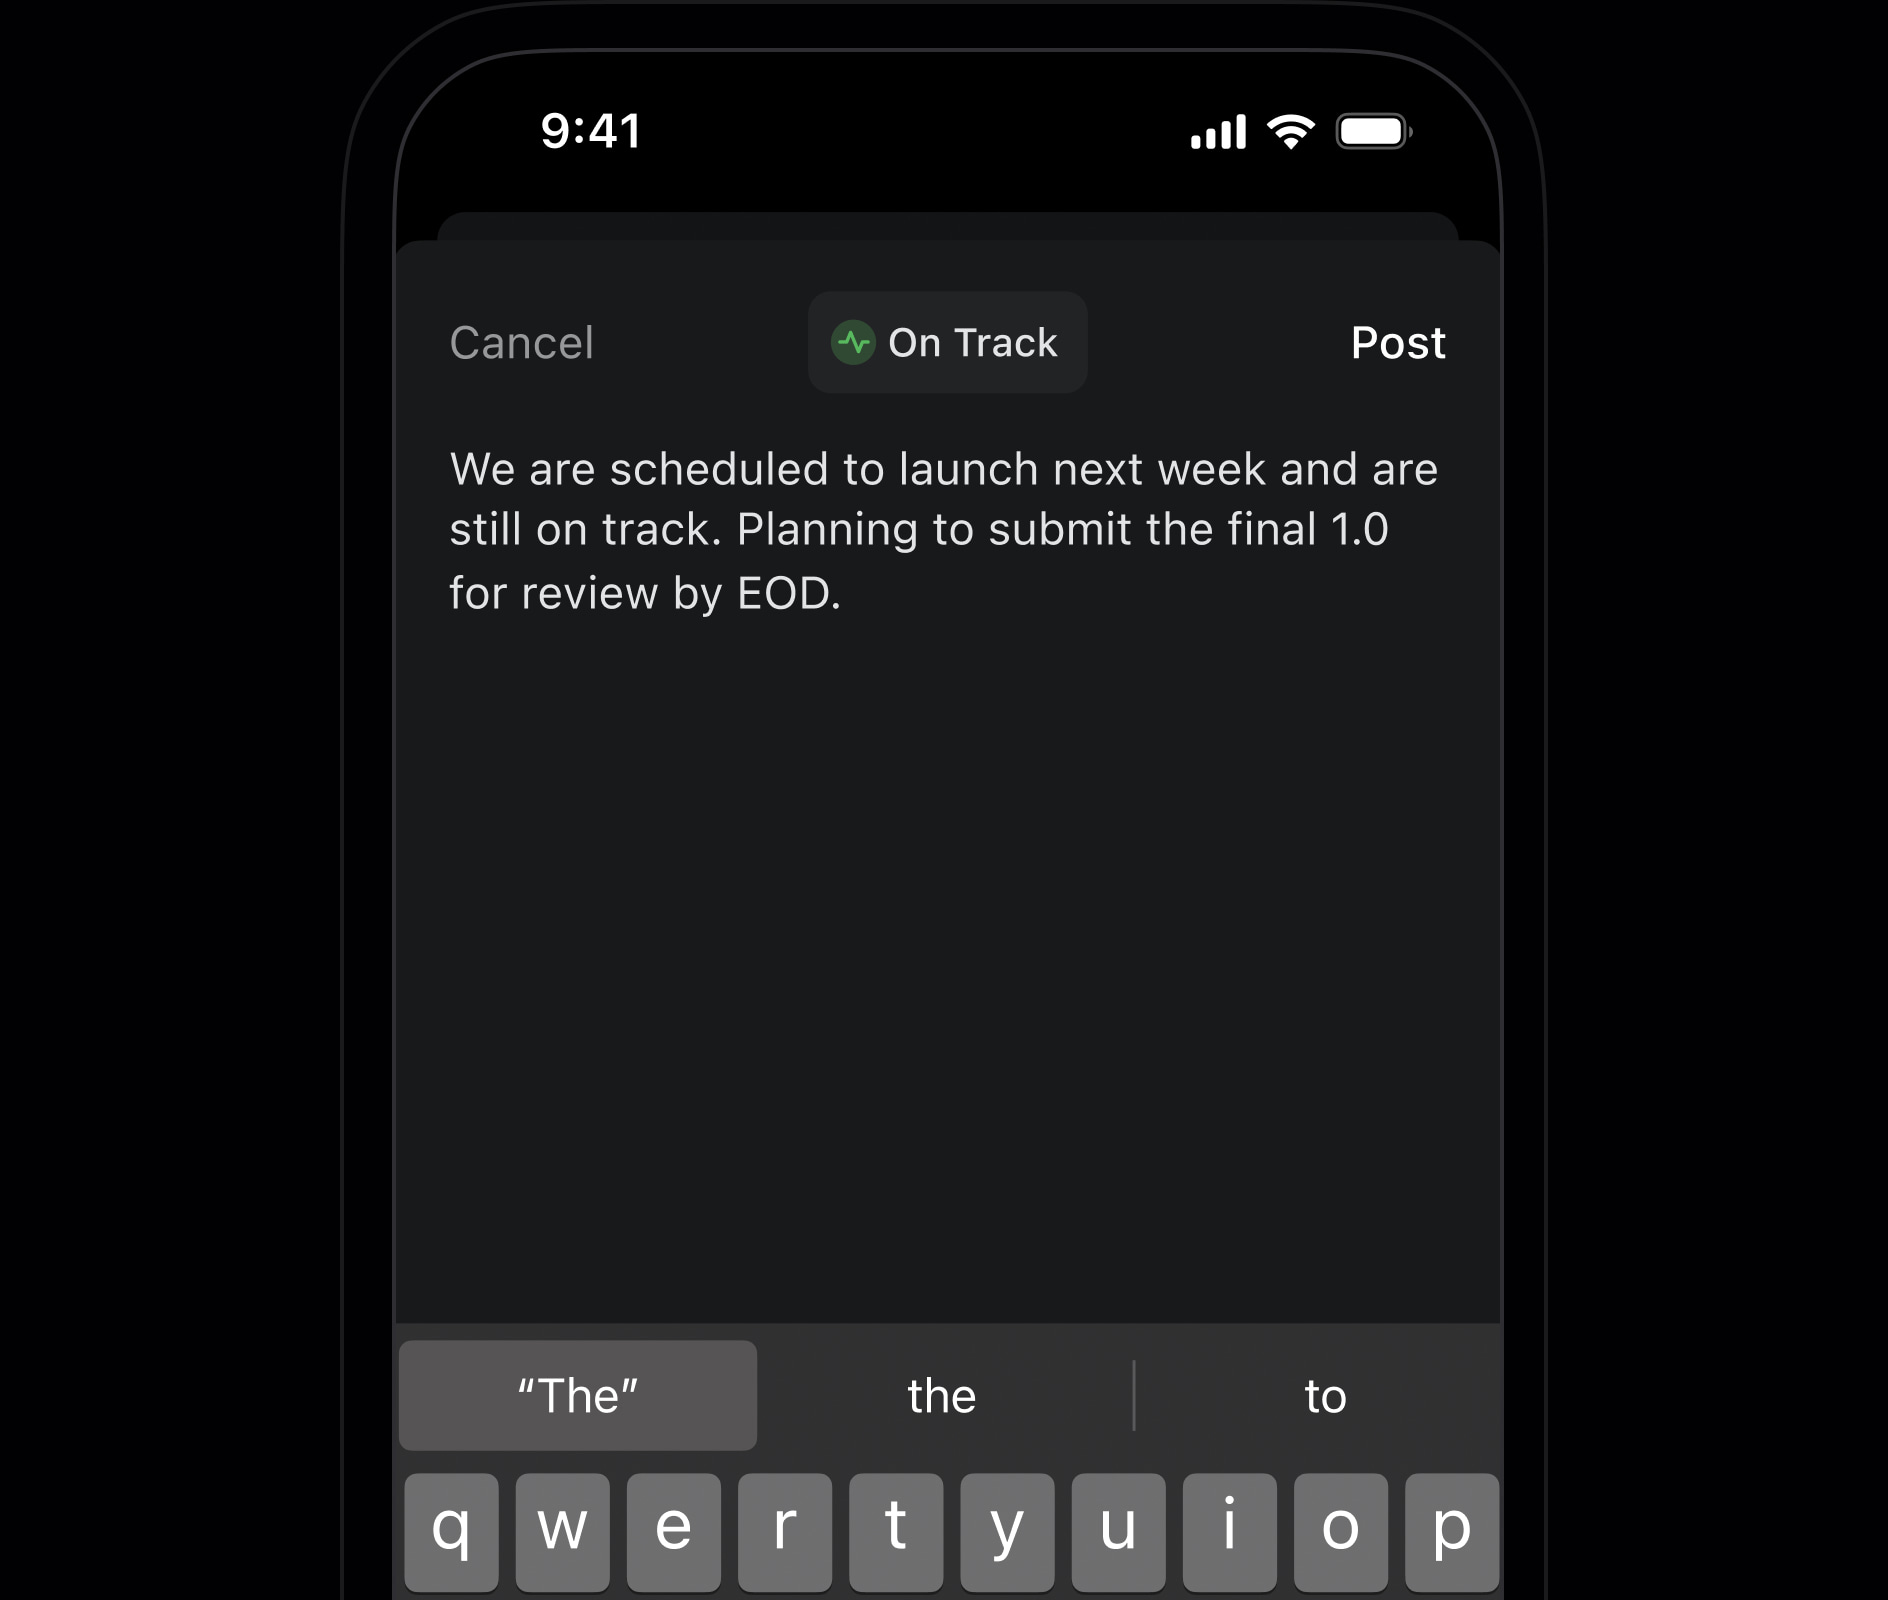 9:41
Cancel
On Track
Post
We are scheduled to launch next week and are
still on track. Planning to submit the final 1.0
for review by EOD.
“The”
the
to
q w e r t y u i o p